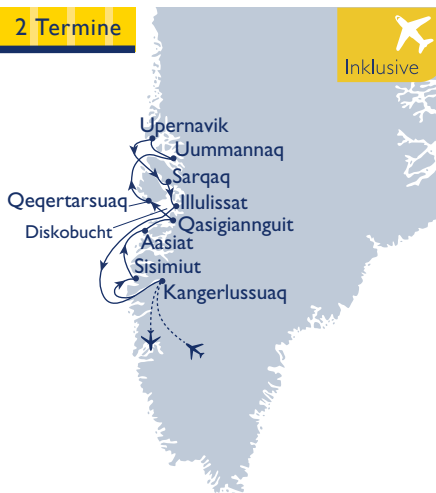 2 Termine
Inklusive
Upernavik
Uummannaq
Sarqaq
Qeqertarsuaq
Illulissat
Diskobucht
Qasigiannguit
Aasiat
Sisimiut
Kangerlussuaq